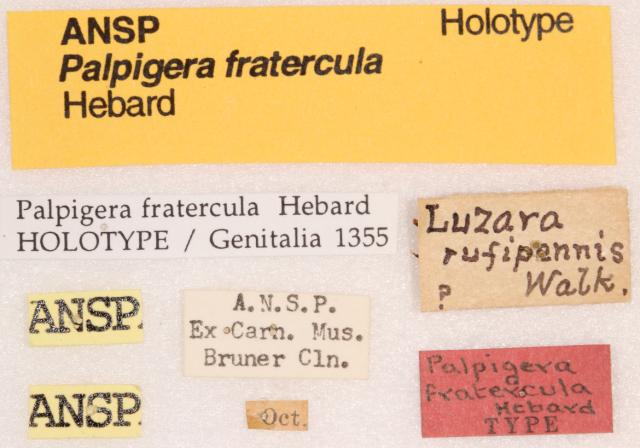 ANSP Holotype
Palpigera fratercula
Hebard
Palpigera fratercula Hebard
HOLOTYPE / Genitalia 1355
Luzara
rufipennis
? Walk.
ANSP
A.N.S.P.
Ex Carn. Mus.
Bruner Cln.
Palpigera
fratercula
Hebard
TYPE
ANSP
Oct.